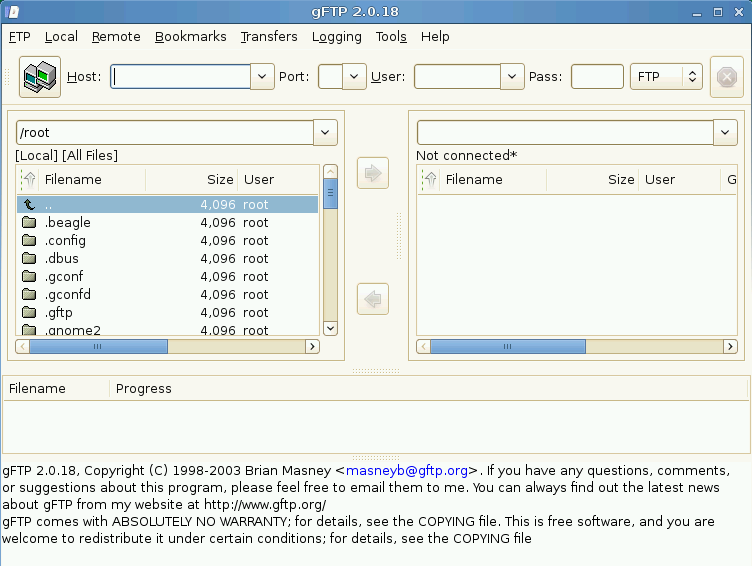 gFTP 2.0.18
FTP Local Remote Bookmarks Transfers Logging Tools Help
Host: Port: User: Pass: FTP
/root
[Local] [All Files] Not connected*
Filename Size User Filename Size User G
.. 4,096 root
.beagle 4,096 root
.config 4,096 root
.dbus 4,096 root
.gconf 4,096 root
.gconfd 4,096 root
.gftp 4,096 root
.gnome2 4,096 root
Filename Progress
gFTP 2.0.18, Copyright (C) 1998-2003 Brian Masney <masneyb@gftp.org>. If you have any questions, comments,
or suggestions about this program, please feel free to email them to me. You can always find out the latest news
about gFTP from my website at http://www.gftp.org/
gFTP comes with ABSOLUTELY NO WARRANTY; for details, see the COPYING file. This is free software, and you are
welcome to redistribute it under certain conditions; for details, see the COPYING file